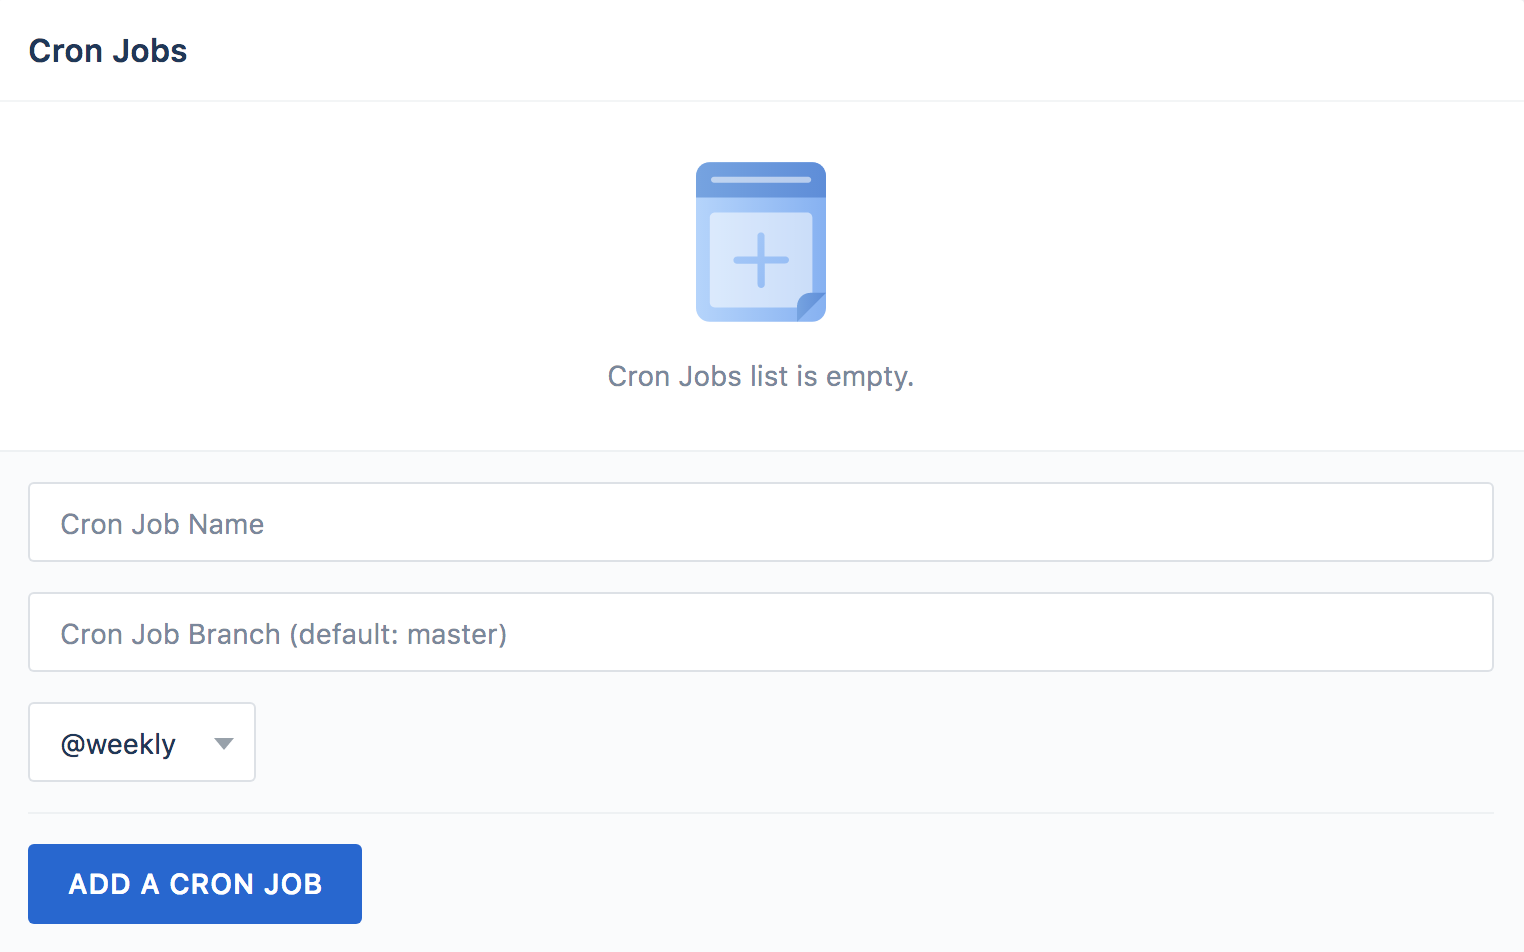 Cron Jobs
Cron Jobs list is empty.
Cron Job Name
Cron Job Branch (default: master)
@weekly
ADD A CRON JOB